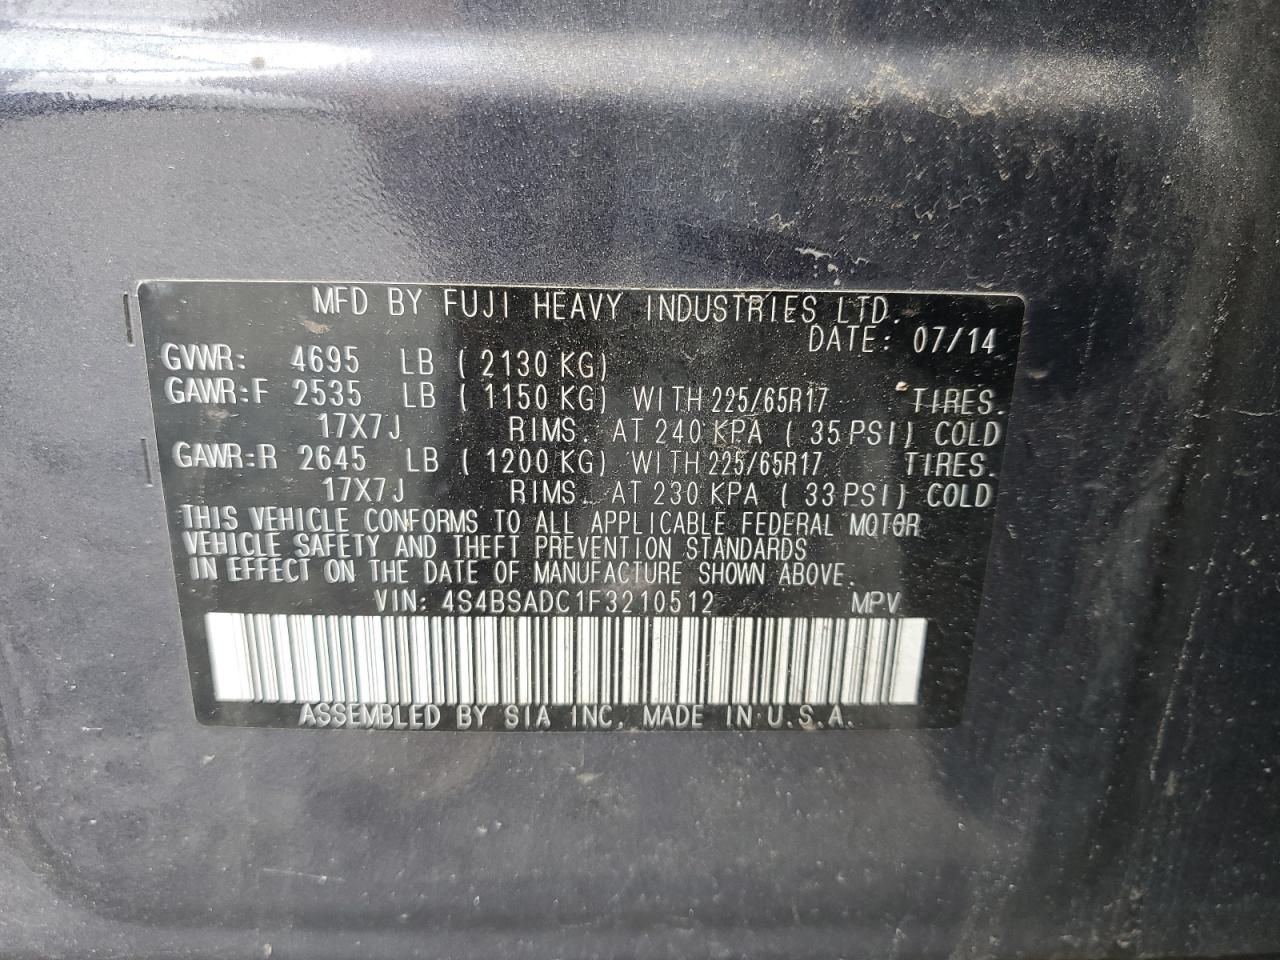 MFD BY FUJI HEAVY INDUSTRIES LTD.
DATE: 07/14
GVWR: 4695 LB ( 2130 KG)
GAWR:F 2535 LB ( 1150 KG) WITH 225/65R17 TIRES.
17X7J RIMS. AT 240 KPA ( 35 PSI) COLD
GAWR:R 2645 LB ( 1200 KG) WITH 225/65R17 TIRES.
17X7J RIMS. AT 230 KPA ( 33 PSI) COLD
THIS VEHICLE CONFORMS TO ALL APPLICABLE FEDERAL MOTOR
VEHICLE SAFETY AND THEFT PREVENTION STANDARDS
IN EFFECT ON THE DATE OF MANUFACTURE SHOWN ABOVE.
VIN: 4S4BSADC1F3210512 MPV
ASSEMBLED BY SIA INC. MADE IN U.S.A.